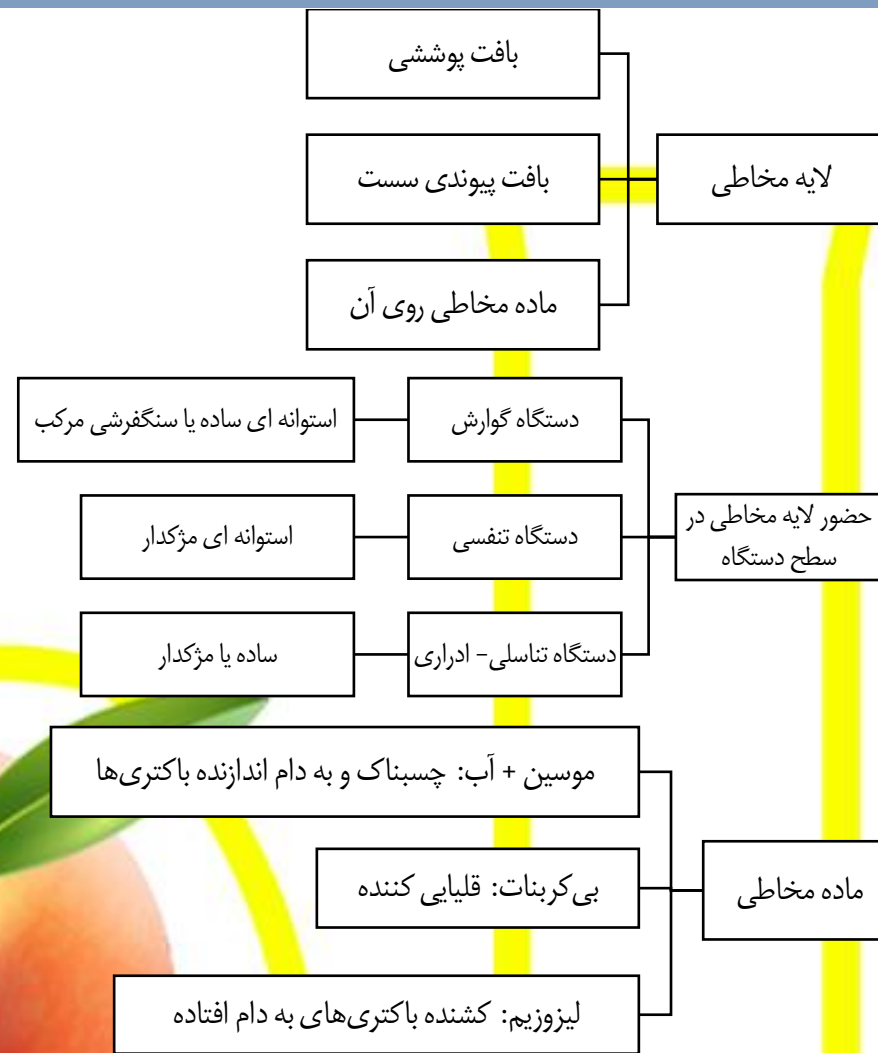 لایه مخاطی
بافت پوششی
بافت پیوندی سست
ماده مخاطی روی آن
حضور لایه مخاطی در
سطح دستگاه
دستگاه گوارش
استوانه ای ساده یا سنگفرشی مرکب
دستگاه تنفسی
استوانه ای مژکدار
دستگاه تناسلی- ادراری
ساده یا مژکدار
ماده مخاطی
موسین + آب: چسبناک و به دام اندازنده باکتری‌ها
بی‌کربنات: قلیایی کننده
لیزوزیم: کشنده باکتری‌های به دام افتاده